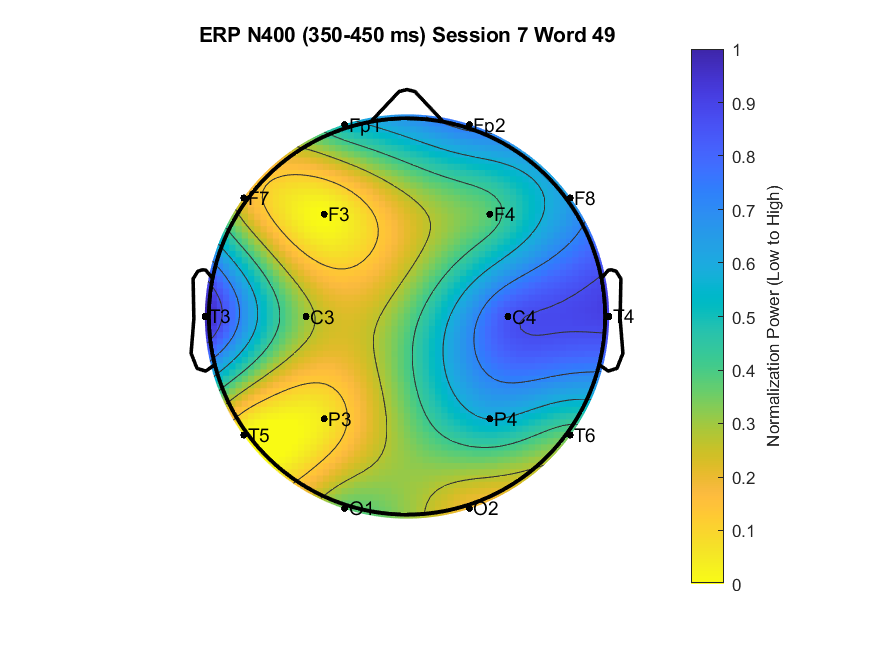 ERP N400 (350-450 ms) Session 7 Word 49
Fp1 Fp2
F7 F8
F3 F4
T3 C3 C4 T4
P3 P4
T5 T6
O1 O2
1
0.9
0.8
0.7
0.6
0.5
0.4
0.3
0.2
0.1
0
Normalization Power (Low to High)